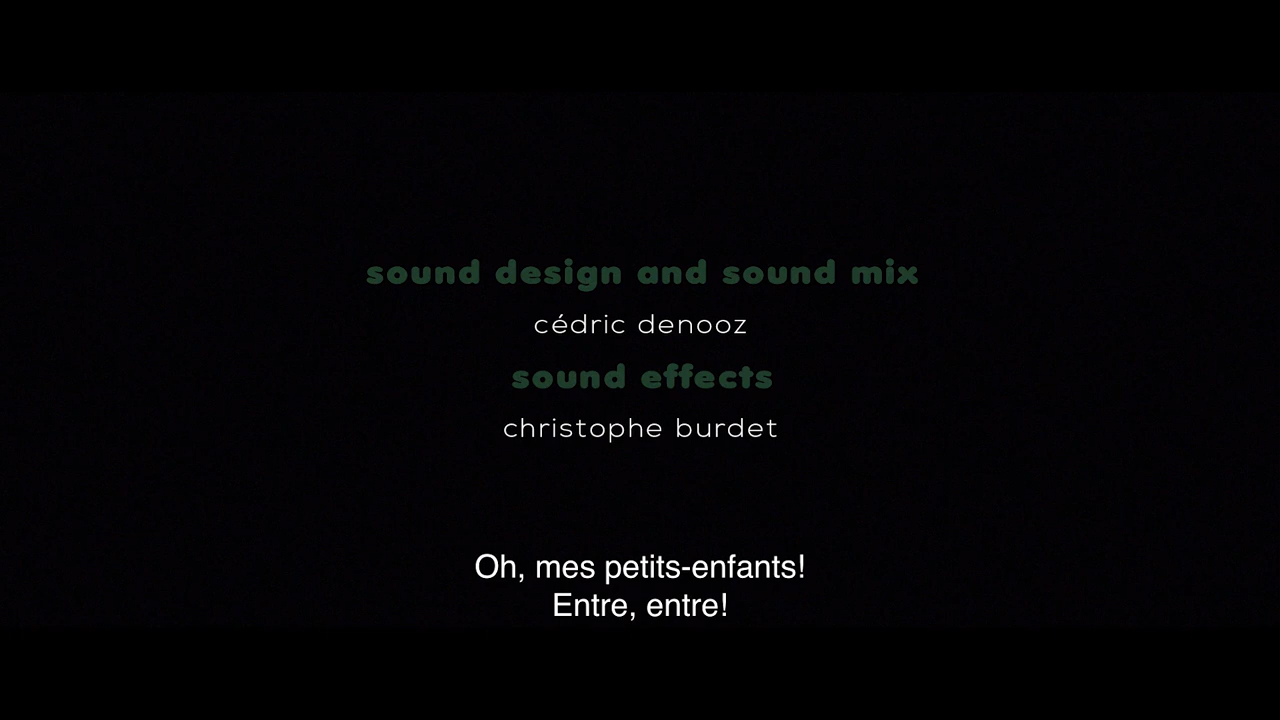 sound design and sound mix
cédric denooz
sound effects
christophe burdet
Oh, mes petits-enfants!
Entre, entre!